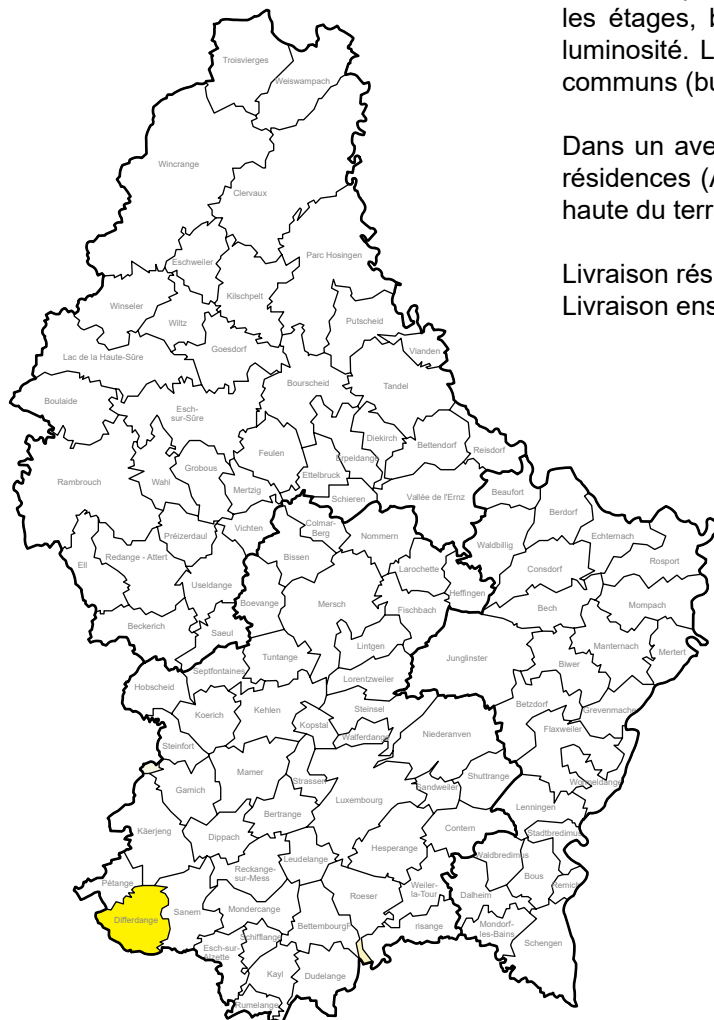 les étages, b
luminosité. L
communs (bu
Dans un ave
résidences (A
haute du terr
Livraison rés
Livraison ens
Troisvierges
Weiswampach
Wincrange
Clervaux
Parc Hosingen
Eschweiler
Kilschpelt
Winseler
Wiltz
Putscheid
Goesdorf
Vianden
Lac de la Haute-Sûre
Bourscheid
Tandel
Boulaide
Esch-
sur-Sûre
Diekirch
Bettendorf
Reisdorf
Feulen
Erpeldange
Grobous
Ettelbruck
Rambrouch
Wahl
Mertzig
Schieren
Vallée de l'Ernz
Beaufort
Berdorf
Vichten
Colmar-
Berg
Préizerdaul
Nommern
Echternach
Waldbillig
Redange - Attert
Bissen
Rosport
Ell
Larochette
Consdorf
Useldange
Heffingen
Boevange
Mersch
Fischbach
Bech
Mompach
Beckerich
Saeul
Lintgen
Manternach
Mertert
Tuntange
Junglinster
Biwer
Septfontaines
Lorentzweiler
Hobscheid
Kehlen
Steinsel
Betzdorf
Grevenmache
Koerich
Kopstal
Flaxweiler
Walferdange
Niederanven
Steinfort
Mamer
Shuttrange
Strassen
Sandweiler
Wormeldange
Garnich
Luxembourg
Lenningen
Bertrange
Contern
Stadtbredimus
Käerjeng
Dippach
Hesperange
Leudelange
Waldbredimus
Reckange-
sur-Mess
Bous
Pétange
Weiler-
la-Tour
Remich
Roeser
Dalheim
Sanem
Mondercange
Differdange
BettembourgF
risange
Mondorf-
les-Bains
Schifflange
Schengen
Esch-sur-
Alzette
Kayl
Dudelange
Rumelange